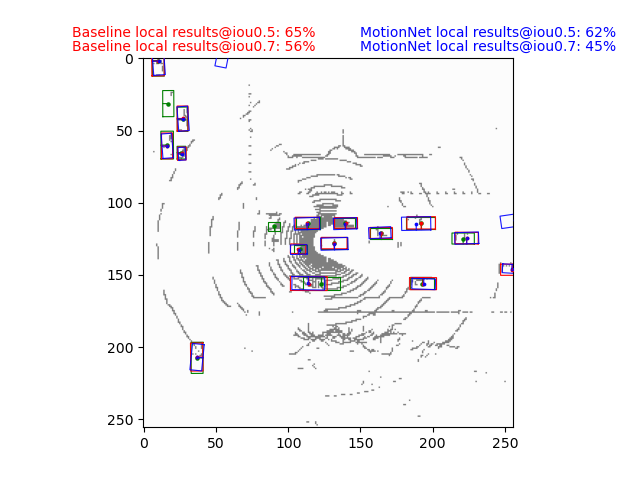 Baseline local results@iou0.5: 65%
MotionNet local results@iou0.5: 62%
Baseline local results@iou0.7: 56%
MotionNet local results@iou0.7: 45%
0
50
100
150
200
250
0 50 100 150 200 250